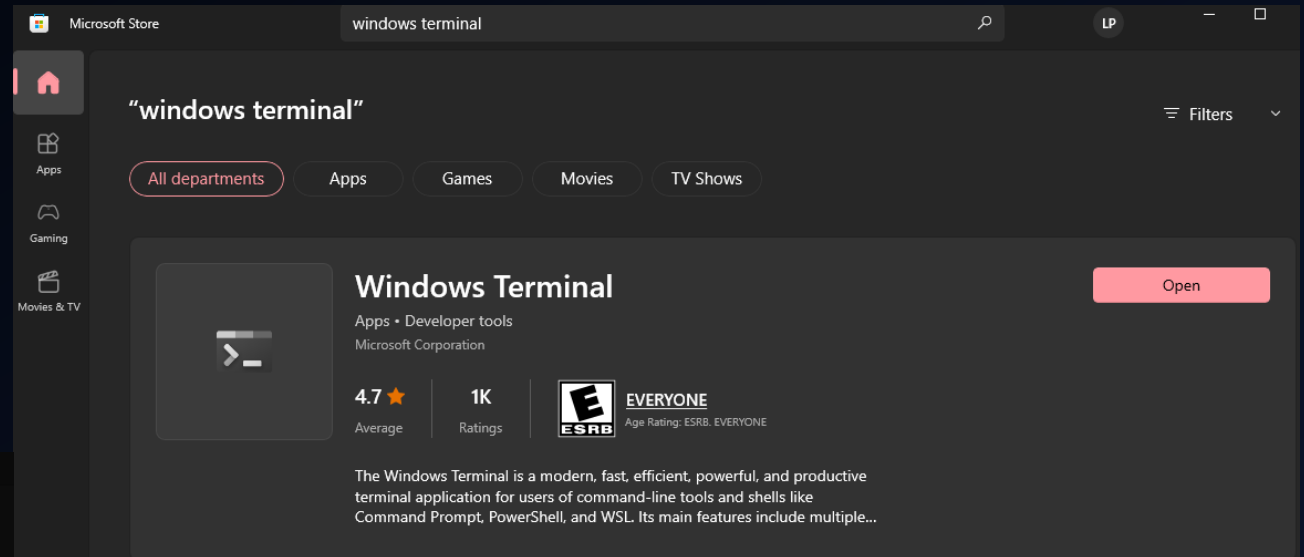 Microsoft Store
windows terminal
LP
“windows terminal”
Filters
All departments
Apps
Games
Movies
TV Shows
Apps
Gaming
Movies & TV
Windows Terminal
Open
Apps • Developer tools
Microsoft Corporation
4.7
Average
1K
Ratings
E
ESRB
EVERYONE
Age Rating: ESRB. EVERYONE
The Windows Terminal is a modern, fast, efficient, powerful, and productive
terminal application for users of command-line tools and shells like
Command Prompt, PowerShell, and WSL. Its main features include multiple...